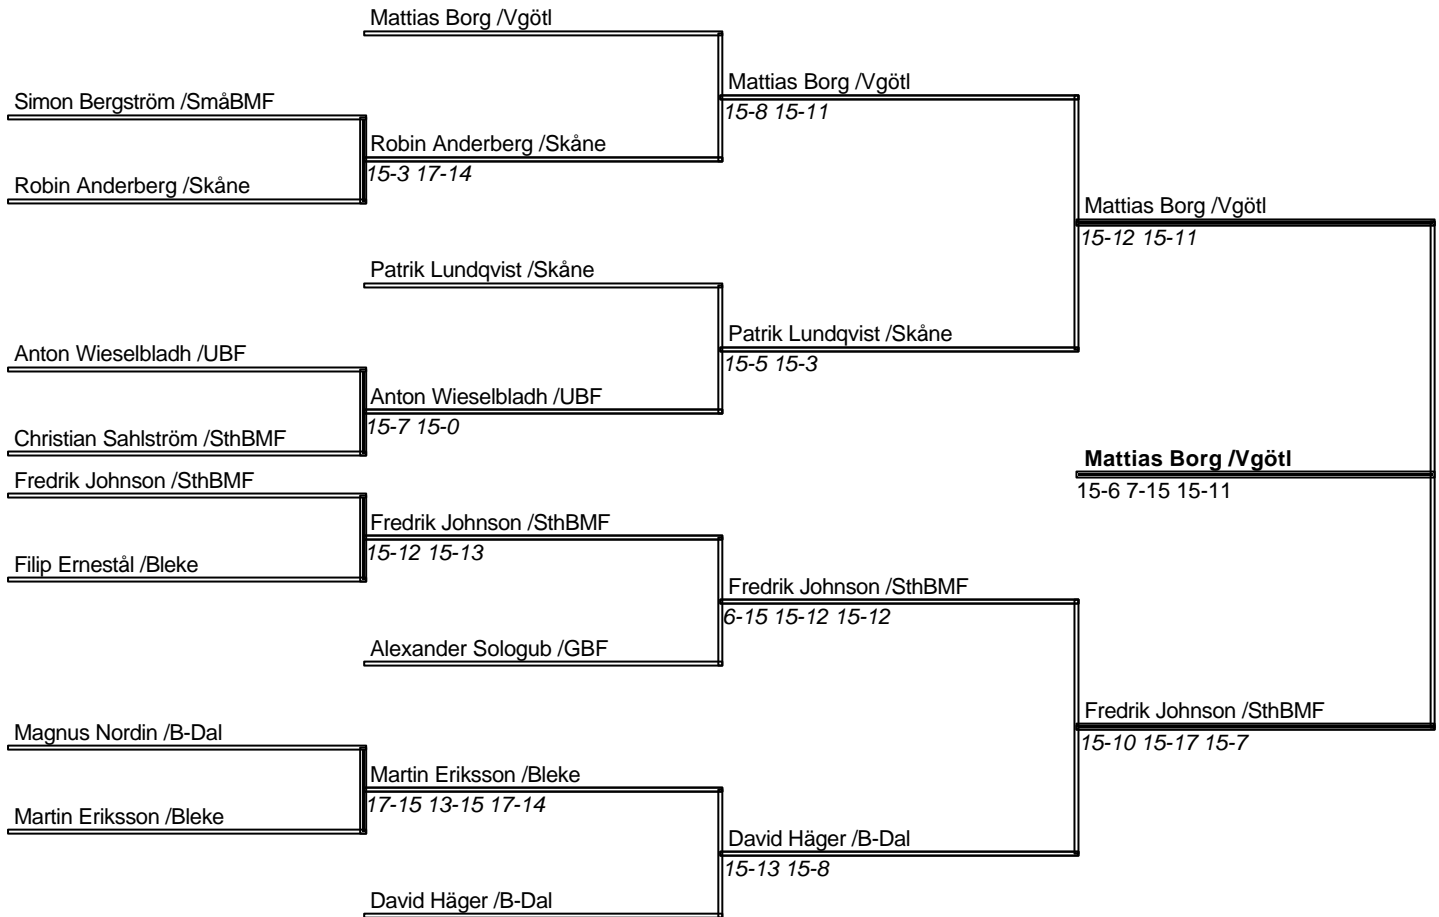 Mattias Borg /Vgötl
Mattias Borg /Vgötl
15-8 15-11
Simon Bergström /SmåBMF
Robin Anderberg /Skåne
15-3 17-14
Robin Anderberg /Skåne
Mattias Borg /Vgötl
15-12 15-11
Patrik Lundqvist /Skåne
Patrik Lundqvist /Skåne
15-5 15-3
Anton Wieselbladh /UBF
Anton Wieselbladh /UBF
15-7 15-0
Christian Sahlström /SthBMF
Mattias Borg /Vgötl
15-6 7-15 15-11
Fredrik Johnson /SthBMF
Fredrik Johnson /SthBMF
15-12 15-13
Filip Ernestål /Bleke
Fredrik Johnson /SthBMF
6-15 15-12 15-12
Alexander Sologub /GBF
Fredrik Johnson /SthBMF
15-10 15-17 15-7
Magnus Nordin /B-Dal
Martin Eriksson /Bleke
17-15 13-15 17-14
Martin Eriksson /Bleke
David Häger /B-Dal
15-13 15-8
David Häger /B-Dal